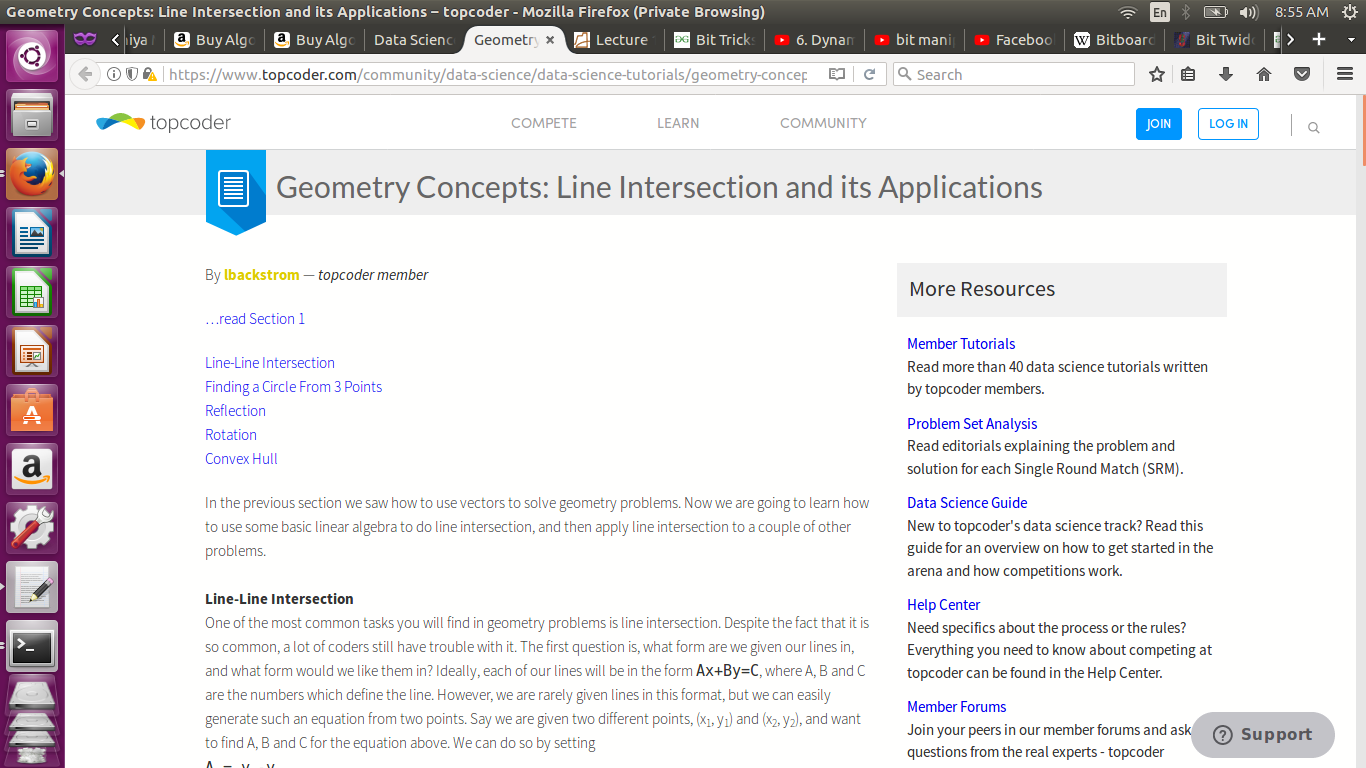 Geometry Concepts: Line Intersection and its Applications – topcoder - Mozilla Firefox (Private Browsing)
En
8:55 AM
Buy Algo
Buy Algo
Data Scienc
Geometry
Lecture
Bit Trick
6. Dynam
bit mani
Faceboo
Bitboard
Bit Twid
https://www.topcoder.com/community/data-science/data-science-tutorials/geometry-concep
Search
topcoder
COMPETE
LEARN
COMMUNITY
JOIN
LOG IN
Geometry Concepts: Line Intersection and its Applications
By lbackstrom — topcoder member
…read Section 1
Line-Line Intersection
Finding a Circle From 3 Points
Reflection
Rotation
Convex Hull
In the previous section we saw how to use vectors to solve geometry problems. Now we are going to learn how
to use some basic linear algebra to do line intersection, and then apply line intersection to a couple of other
problems.
Line-Line Intersection
One of the most common tasks you will find in geometry problems is line intersection. Despite the fact that it is
so common, a lot of coders still have trouble with it. The first question is, what form are we given our lines in,
and what form would we like them in? Ideally, each of our lines will be in the form Ax+By=C, where A, B and C
are the numbers which define the line. However, we are rarely given lines in this format, but we can easily
generate such an equation from two points. Say we are given two different points, (x₁, y₁) and (x₂, y₂), and want
to find A, B and C for the equation above. We can do so by setting
More Resources
Member Tutorials
Read more than 40 data science tutorials written
by topcoder members.
Problem Set Analysis
Read editorials explaining the problem and
solution for each Single Round Match (SRM).
Data Science Guide
New to topcoder's data science track? Read this
guide for an overview on how to get started in the
arena and how competitions work.
Help Center
Need specifics about the process or the rules?
Everything you need to know about competing at
topcoder can be found in the Help Center.
Member Forums
Join your peers in our member forums and ask
questions from the real experts - topcoder
Support